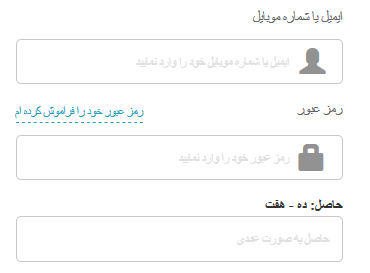 ایمیل یا شماره موبایل
ایمیل یا شماره موبایل خود را وارد نمایید
رمز عبور
رمز عبور خود را فراموش کرده ام
رمز عبور خود را وارد نمایید
حاصل: ده - هفت
حاصل به صورت عددی